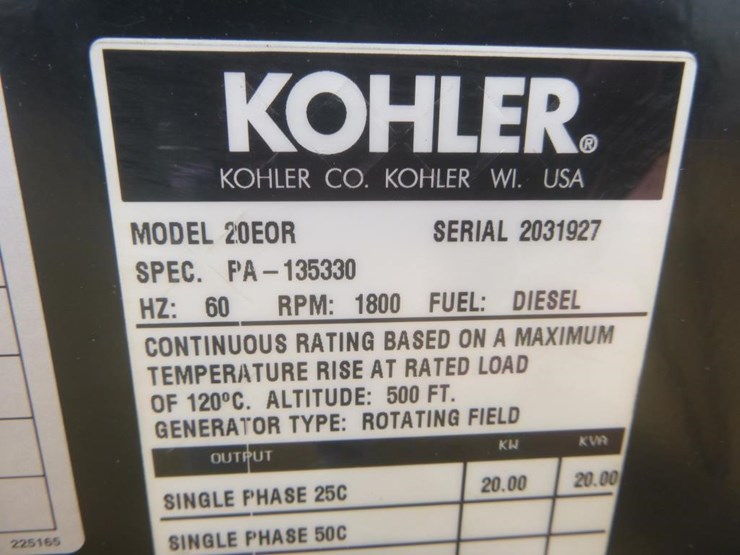 KOHLER®
KOHLER CO. KOHLER WI. USA
MODEL 20EOR SERIAL 2031927
SPEC. PA-135330
HZ: 60 RPM: 1800 FUEL: DIESEL
CONTINUOUS RATING BASED ON A MAXIMUM
TEMPERATURE RISE AT RATED LOAD
OF 120ºC. ALTITUDE: 500 FT.
GENERATOR TYPE: ROTATING FIELD
OUTPUT KW KVA
SINGLE PHASE 25C 20.00 20.00
SINGLE PHASE 50C
225165